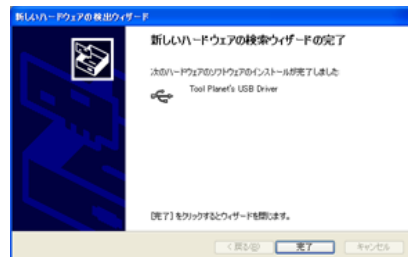 新しいハードウェアの検出ウィザード
新しいハードウェアの検索ウィザードの完了
次のハードウェアのソフトウェアのインストールが完了しました:
Tool Planet's USB Driver
[完了] をクリックするとウィザードを閉じます。
< 戻る(B)
完了
キャンセル